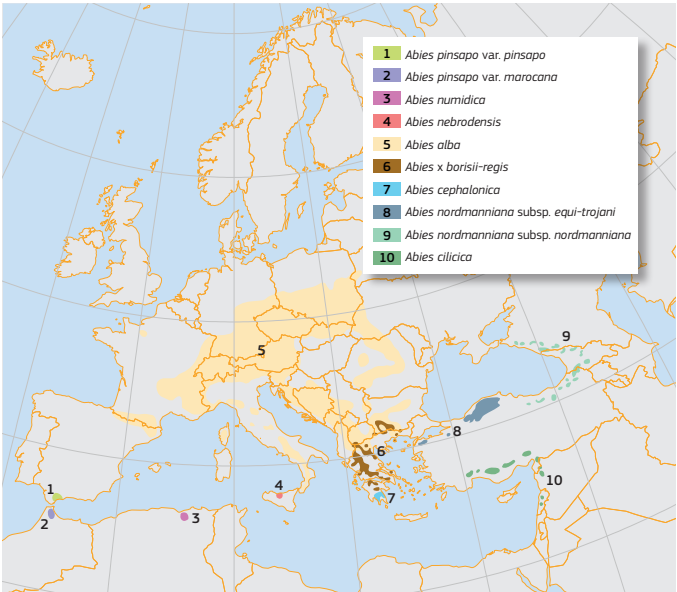 1 Abies pinsapo var. pinsapo
2 Abies pinsapo var. marocana
3 Abies numidica
4 Abies nebrodensis
5 Abies alba
6 Abies x borisii-regis
7 Abies cephalonica
8 Abies nordmanniana subsp. equi-trojani
9 Abies nordmanniana subsp. nordmanniana
10 Abies cilicica
9
5
8
6
10
4
1
7
3
2